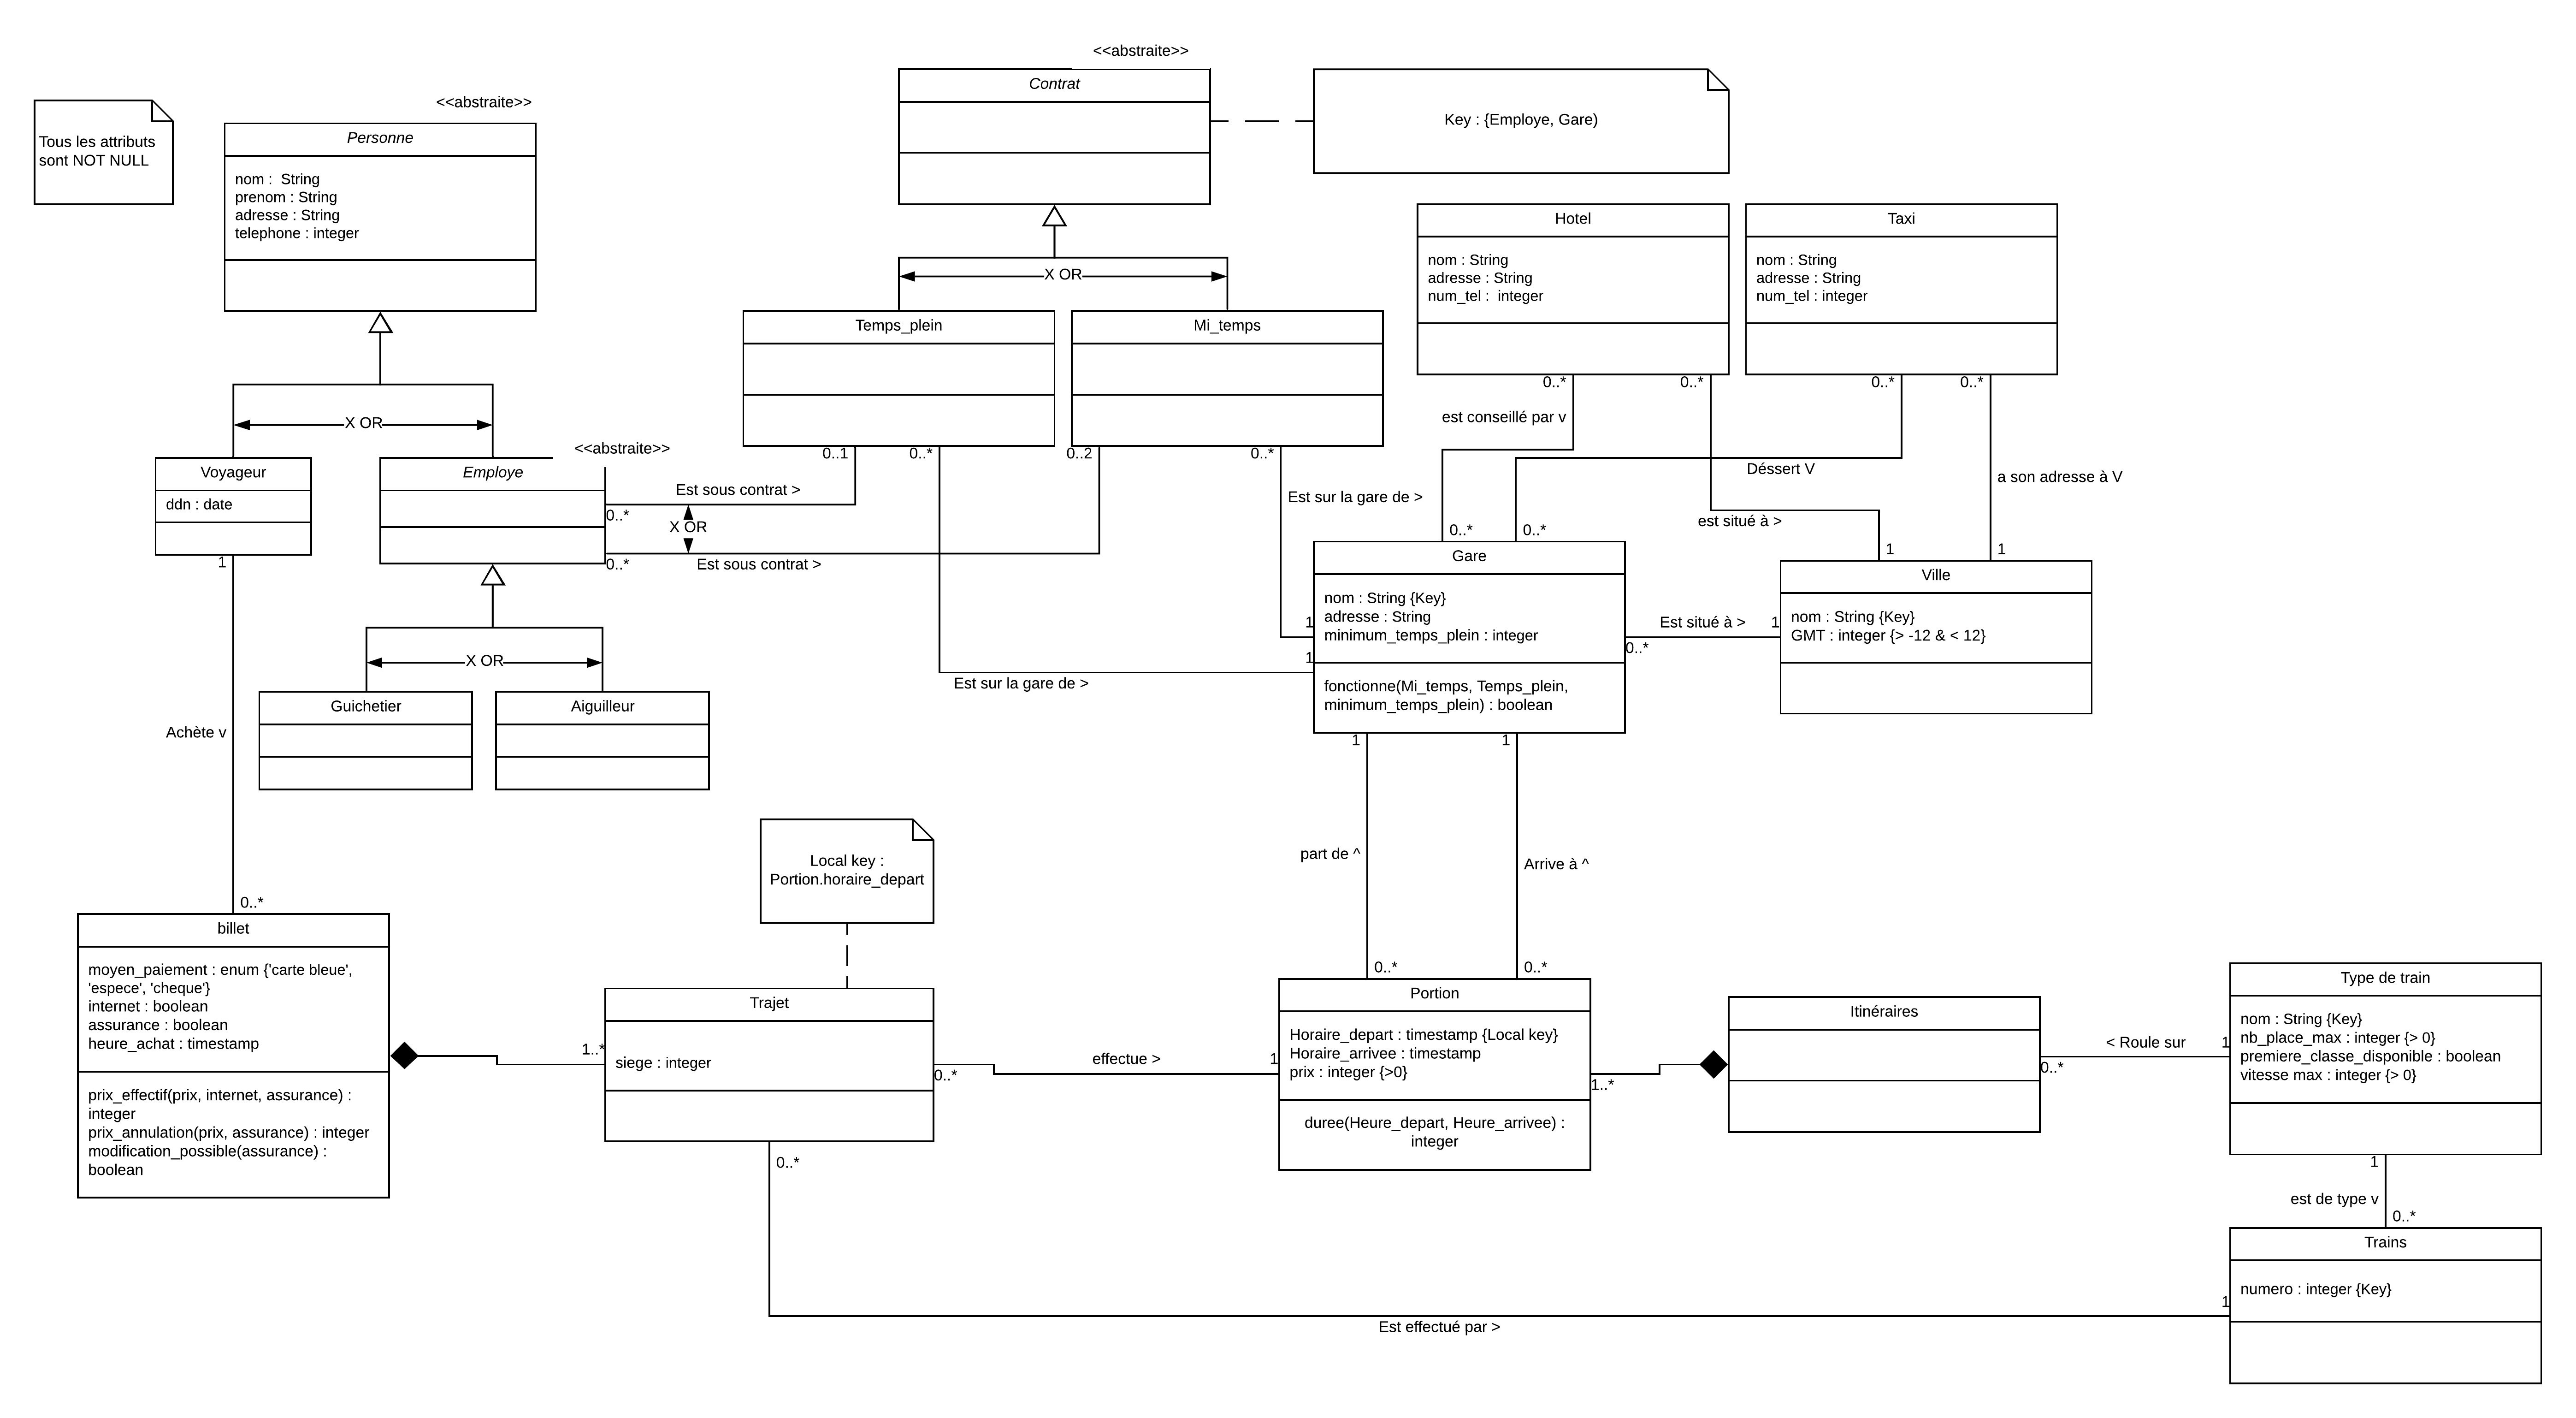 <<abstraite>>
Contrat
Key : {Employe, Gare)
Tous les attributs
sont NOT NULL
<<abstraite>>
Personne
nom :  String
prenom : String
adresse : String
telephone : integer
X OR
Hotel
nom : String
adresse : String
num_tel :  integer
Taxi
nom : String
adresse : String
num_tel : integer
Temps_plein
Mi_temps
0..1
0..*
0..2
0..*
0..*
0..*
0..*
0..*
X OR
<<abstraite>>
Voyageur
ddn : date
1
Employe
0..*
0..*
Est sous contrat >
X OR
Est sous contrat >
est conseillé par v
Déssert V
a son adresse à V
Est sur la gare de >
est situé à >
0..*
0..*
1
1
Gare
nom : String {Key}
adresse : String
minimum_temps_plein : integer
fonctionne(Mi_temps, Temps_plein,
minimum_temps_plein) : boolean
1
1
Est sur la gare de >
Est situé à >
1
0..*
Ville
nom : String {Key}
GMT : integer {> -12 & < 12}
X OR
Guichetier
Aiguilleur
Achète v
0..*
1
1
part de ^
Arrive à ^
0..*
0..*
Local key :
Portion.horaire_depart
billet
moyen_paiement : enum {'carte bleue',
'espece', 'cheque'}
internet : boolean
assurance : boolean
heure_achat : timestamp
prix_effectif(prix, internet, assurance) :
integer
prix_annulation(prix, assurance) : integer
modification_possible(assurance) :
boolean
1..*
Trajet
siege : integer
0..*
0..*
effectue >
1
Portion
Horaire_depart : timestamp {Local key}
Horaire_arrivee : timestamp
prix : integer {>0}
duree(Heure_depart, Heure_arrivee) :
integer
1..*
Itinéraires
0..*
< Roule sur
1
Type de train
nom : String {Key}
nb_place_max : integer {> 0}
premiere_classe_disponible : boolean
vitesse max : integer {> 0}
1
est de type v
0..*
Trains
numero : integer {Key}
1
Est effectué par >